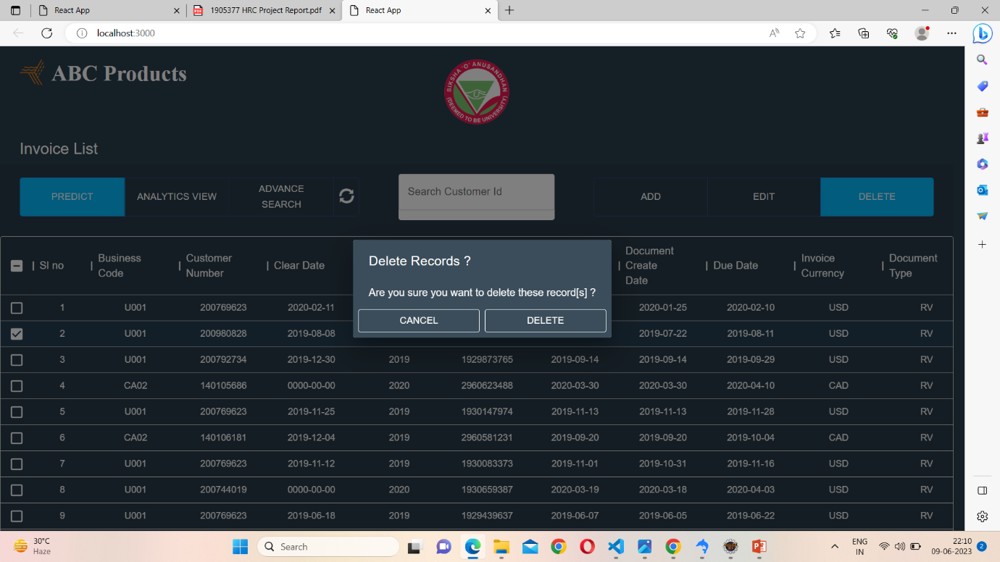 React App
1905377 HRC Project Report.pdf
React App
localhost:3000
ABC Products
SIKSHA 'O' ANUSANDHAN
(DEEMED TO BE UNIVERSITY)
Invoice List
PREDICT
ANALYTICS VIEW
ADVANCE
SEARCH
Search Customer Id
ADD
EDIT
DELETE
Sl no
Business
Code
Customer
Number
Clear Date
Document
Create
Date
Due Date
Invoice
Currency
Document
Type
Delete Records ?
Are you sure you want to delete these record[s] ?
CANCEL
DELETE
1 U001 200769623 2020-02-11 2020-01-25 2020-02-10 USD RV
2 U001 200980828 2019-08-08 2019-07-22 2019-08-11 USD RV
3 U001 200792734 2019-12-30 2019 1929873765 2019-09-14 2019-09-14 2019-09-29 USD RV
4 CA02 140105686 0000-00-00 2020 2960623488 2020-03-30 2020-03-30 2020-04-10 CAD RV
5 U001 200769623 2019-11-25 2019 1930147974 2019-11-13 2019-11-13 2019-11-28 USD RV
6 CA02 140106181 2019-12-04 2019 2960581231 2019-09-20 2019-09-20 2019-10-04 CAD RV
7 U001 200769623 2019-11-12 2019 1930083373 2019-11-01 2019-10-31 2019-11-16 USD RV
8 U001 200744019 0000-00-00 2020 1930659387 2020-03-19 2020-03-18 2020-04-03 USD RV
9 U001 200769623 2019-06-18 2019 1929439637 2019-06-07 2019-06-05 2019-06-22 USD RV
30°C
Haze
Search
ENG
IN
22:10
09-06-2023
2